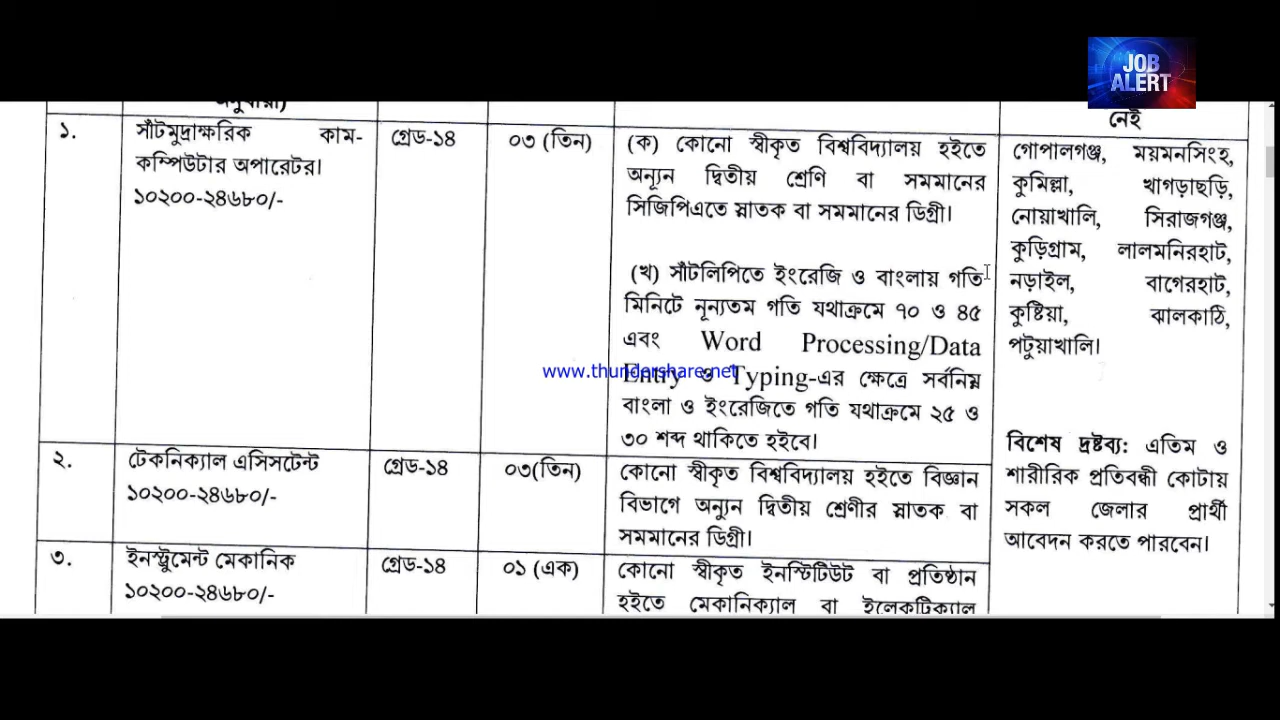 JOB
ALERT
অনুযায়ী)
নেই
১.
সাঁটমুদ্রাক্ষরিক কাম-
কম্পিউটার অপারেটর।
১০২০০-২৪৬৮০/-
গ্রেড-১৪
০৩ (তিন)
(ক) কোনো স্বীকৃত বিশ্ববিদ্যালয় হইতে
অন্যূন দ্বিতীয় শ্রেণি বা সমমানের
সিজিপিএতে স্নাতক বা সমমানের ডিগ্রী।
(খ) সাঁটলিপিতে ইংরেজি ও বাংলায় গতি
মিনিটে নূন্যতম গতি যথাক্রমে ৭০ ও ৪৫
এবং Word Processing/Data
Entry ও Typing-এর ক্ষেত্রে সর্বনিম্ন
বাংলা ও ইংরেজিতে গতি যথাক্রমে ২৫ ও
৩০ শব্দ থাকিতে হইবে।
গোপালগঞ্জ, ময়মনসিংহ,
কুমিল্লা, খাগড়াছড়ি,
নোয়াখালি, সিরাজগঞ্জ,
কুড়িগ্রাম, লালমনিরহাট,
নড়াইল, বাগেরহাট,
কুষ্টিয়া, ঝালকাঠি,
পটুয়াখালি।
বিশেষ দ্রষ্টব্য: এতিম ও
শারীরিক প্রতিবন্ধী কোটায়
সকল জেলার প্রার্থী
আবেদন করতে পারবেন।
www.thundershare.net
২.
টেকনিক্যাল এসিসটেন্ট
১০২০০-২৪৬৮০/-
গ্রেড-১৪
০৩(তিন)
কোনো স্বীকৃত বিশ্ববিদ্যালয় হইতে বিজ্ঞান
বিভাগে অন্যুন দ্বিতীয় শ্রেণীর স্নাতক বা
সমমানের ডিগ্রী।
৩.
ইনস্ট্রুমেন্ট মেকানিক
১০২০০-২৪৬৮০/-
গ্রেড-১৪
০১ (এক)
কোনো স্বীকৃত ইনস্টিটিউট বা প্রতিষ্ঠান
হইতে মেকানিক্যাল বা ইলেকট্রিক্যাল